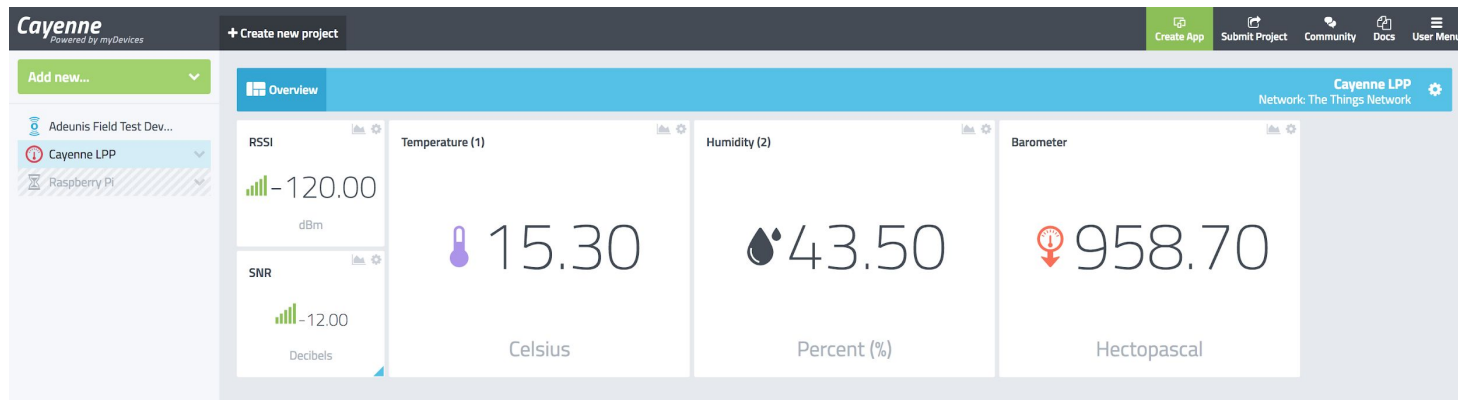 Cayenne
Powered by myDevices
+ Create new project
Create App
Submit Project
Community
Docs
User Menu
Add new...
Adeunis Field Test Dev...
Cayenne LPP
Raspberry Pi
Overview
Cayenne LPP
Network: The Things Network
RSSI
-120.00
dBm
SNR
-12.00
Decibels
Temperature (1)
15.30
Celsius
Humidity (2)
43.50
Percent (%)
Barometer
958.70
Hectopascal